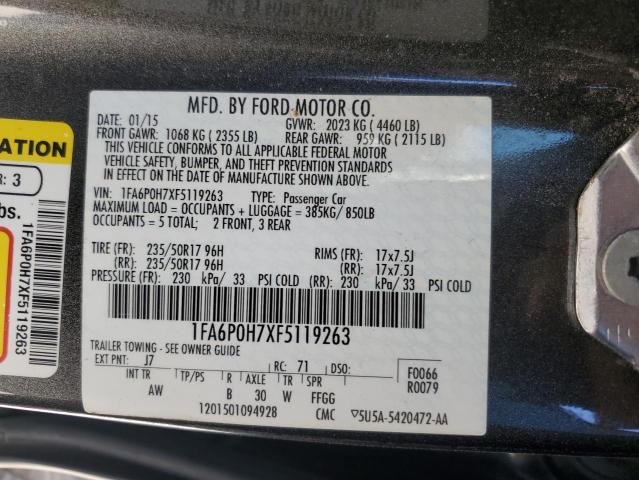 MFD. BY FORD MOTOR CO.
DATE: 01/15 GVWR: 2023 KG ( 4460 LB)
FRONT GAWR: 1068 KG ( 2355 LB) REAR GAWR: 959 KG ( 2115 LB)
THIS VEHICLE CONFORMS TO ALL APPLICABLE FEDERAL MOTOR
VEHICLE SAFETY, BUMPER, AND THEFT PREVENTION STANDARDS
IN EFFECT ON THE DATE OF MANUFACTURE SHOWN ABOVE.
VIN: 1FA6P0H7XF5119263 TYPE: Passenger Car
MAXIMUM LOAD = OCCUPANTS + LUGGAGE = 385KG/ 850LB
OCCUPANTS = 5 TOTAL; 2 FRONT, 3 REAR
TIRE (FR): 235/50R17 96H RIMS (FR): 17x7.5J
(RR): 235/50R17 96H (RR): 17x7.5J
PRESSURE (FR): 230 kPa/ 33 PSI COLD (RR): 230 kPa/ 33 PSI COLD
1FA6P0H7XF5119263
TRAILER TOWING - SEE OWNER GUIDE
EXT PNT: J7 RC: 71 DSO: F0066
INT TR TP/PS R AXLE TR SPR R0079
AW B 30 W FFGG
1201501094928 CMC 5U5A-5420472-AA
ATION
R: 3
bs.
1FA6P0H7XF5119263